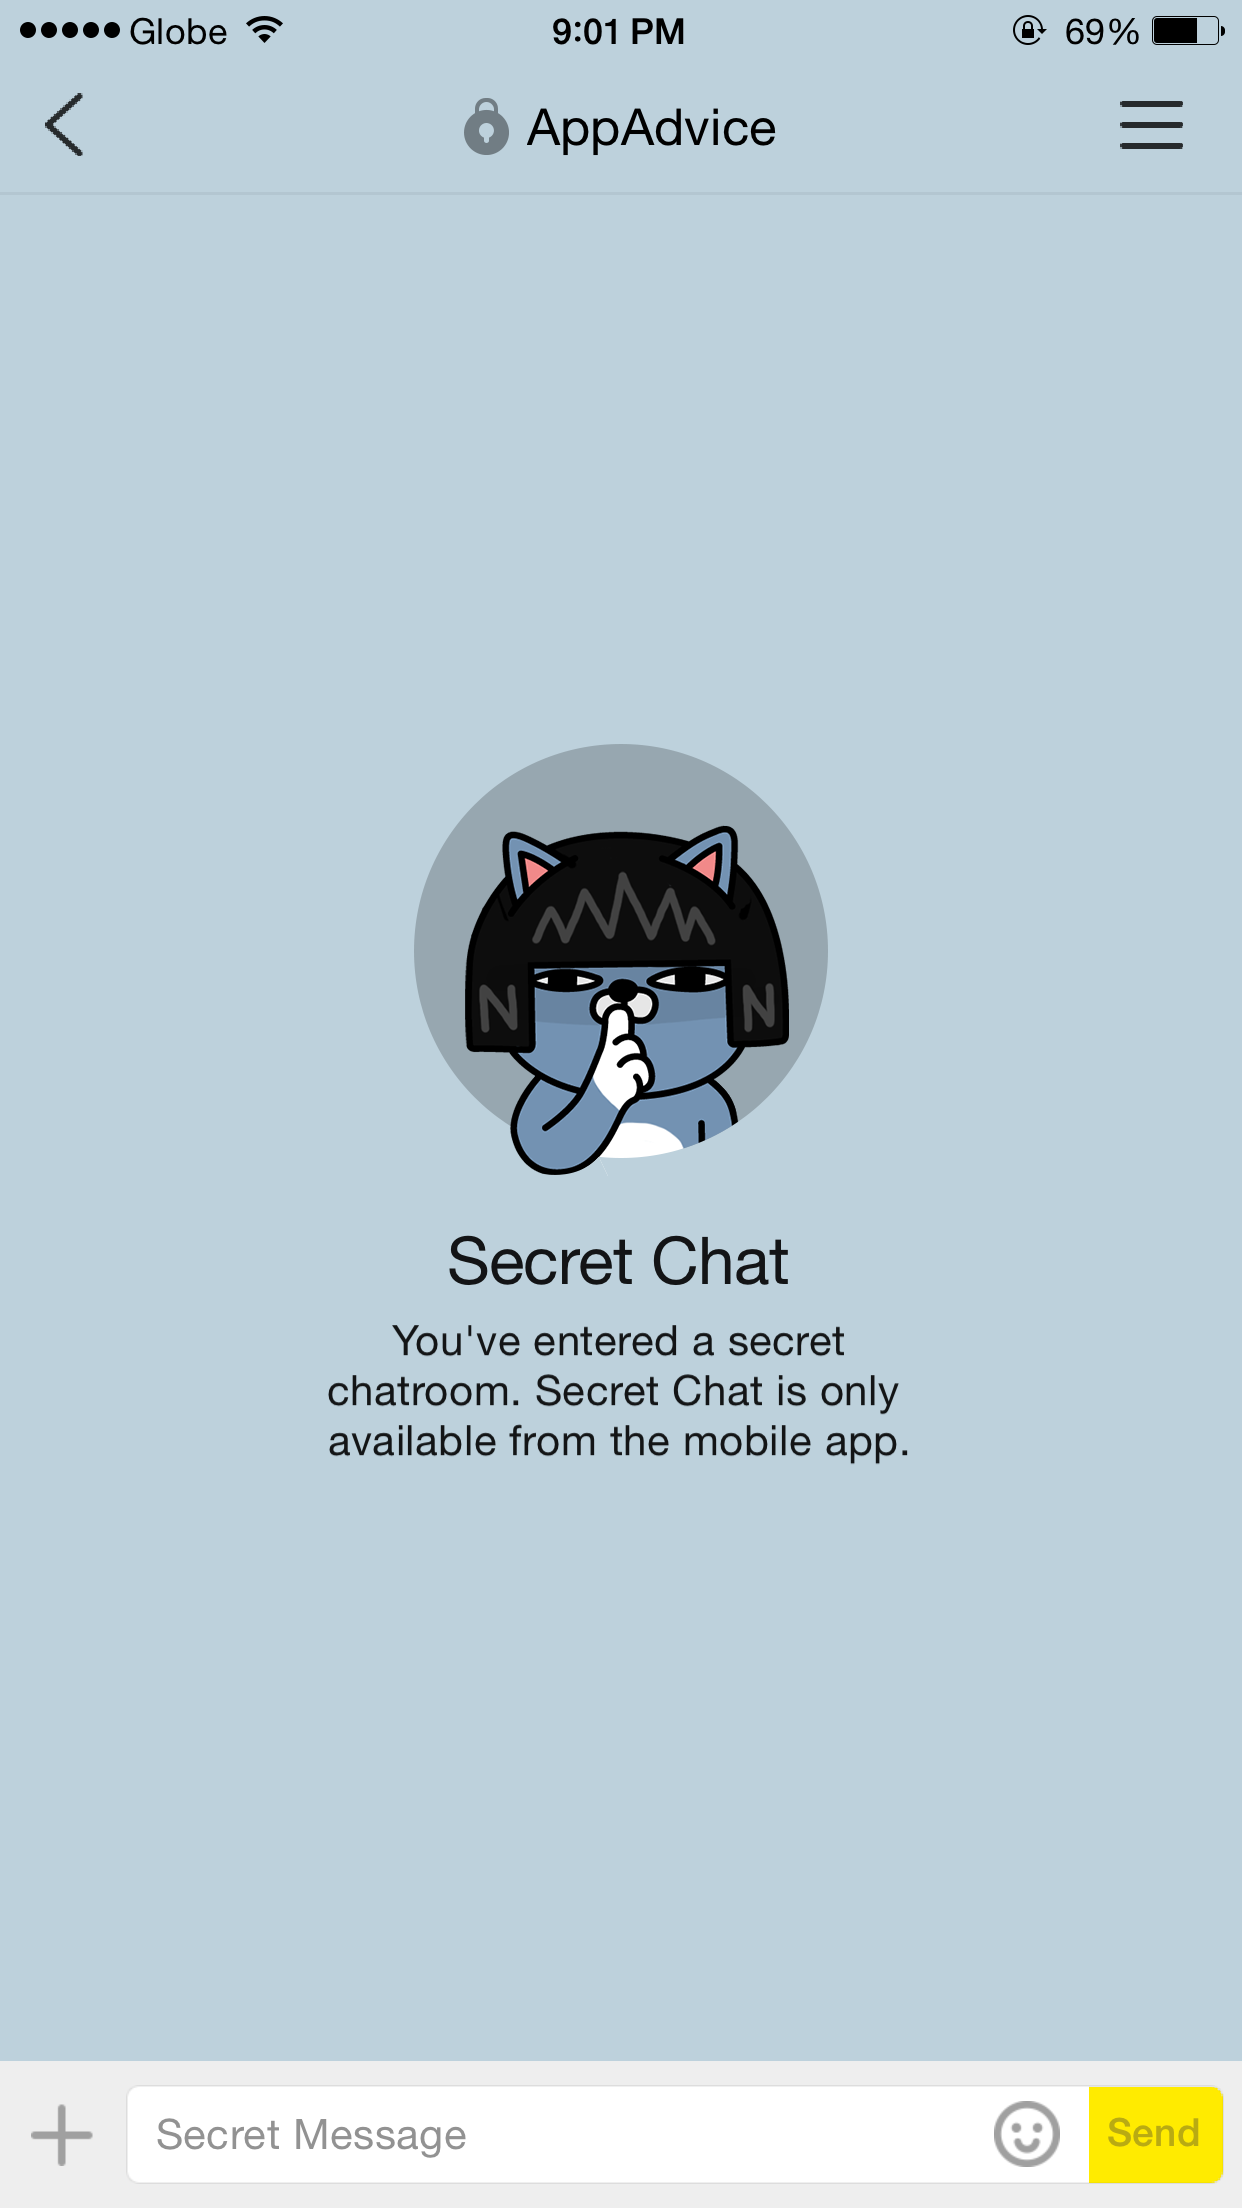 Globe 9:01 PM 69%
AppAdvice
N N
Secret Chat
You've entered a secret
chatroom. Secret Chat is only
available from the mobile app.
Secret Message Send